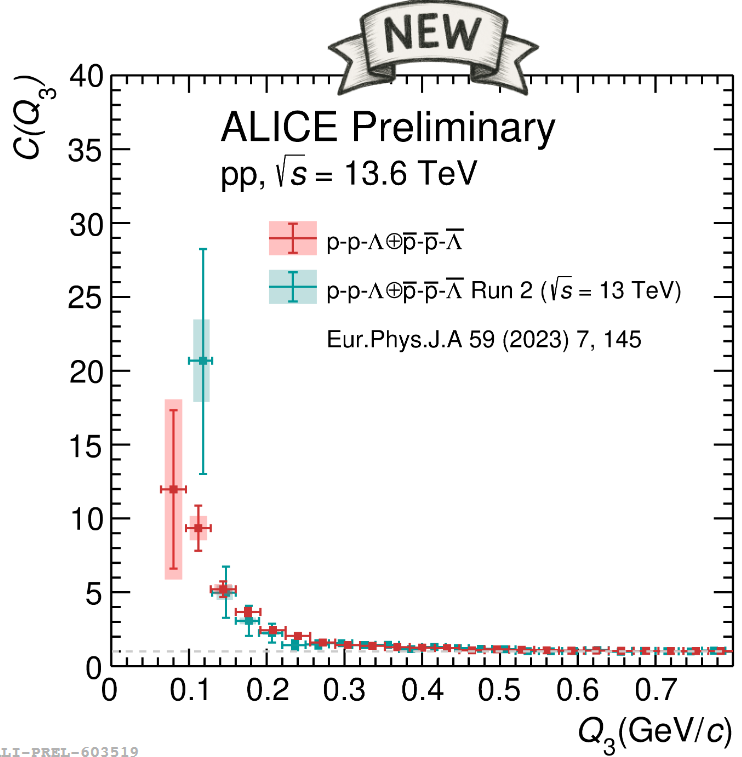 NEW
C(Q₃)
40
35
30
25
20
15
10
5
0
ALICE Preliminary
pp, √s = 13.6 TeV
p-p-Λ⊕p̅-p̅-Λ̅
p-p-Λ⊕p̅-p̅-Λ̅ Run 2 (√s = 13 TeV)
Eur.Phys.J.A 59 (2023) 7, 145
0 0.1 0.2 0.3 0.4 0.5 0.6 0.7
Q₃(GeV/c)
LI-PREL-603519